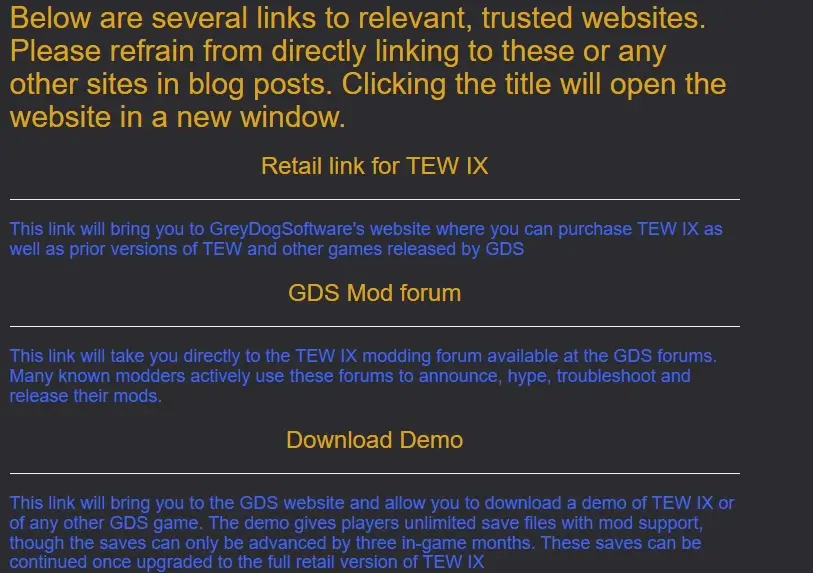 Below are several links to relevant, trusted websites.
Please refrain from directly linking to these or any
other sites in blog posts. Clicking the title will open the
website in a new window.
Retail link for TEW IX
This link will bring you to GreyDogSoftware's website where you can purchase TEW IX as
well as prior versions of TEW and other games released by GDS
GDS Mod forum
This link will take you directly to the TEW IX modding forum available at the GDS forums.
Many known modders actively use these forums to announce, hype, troubleshoot and
release their mods.
Download Demo
This link will bring you to the GDS website and allow you to download a demo of TEW IX or
of any other GDS game. The demo gives players unlimited save files with mod support,
though the saves can only be advanced by three in-game months. These saves can be
continued once upgraded to the full retail version of TEW IX